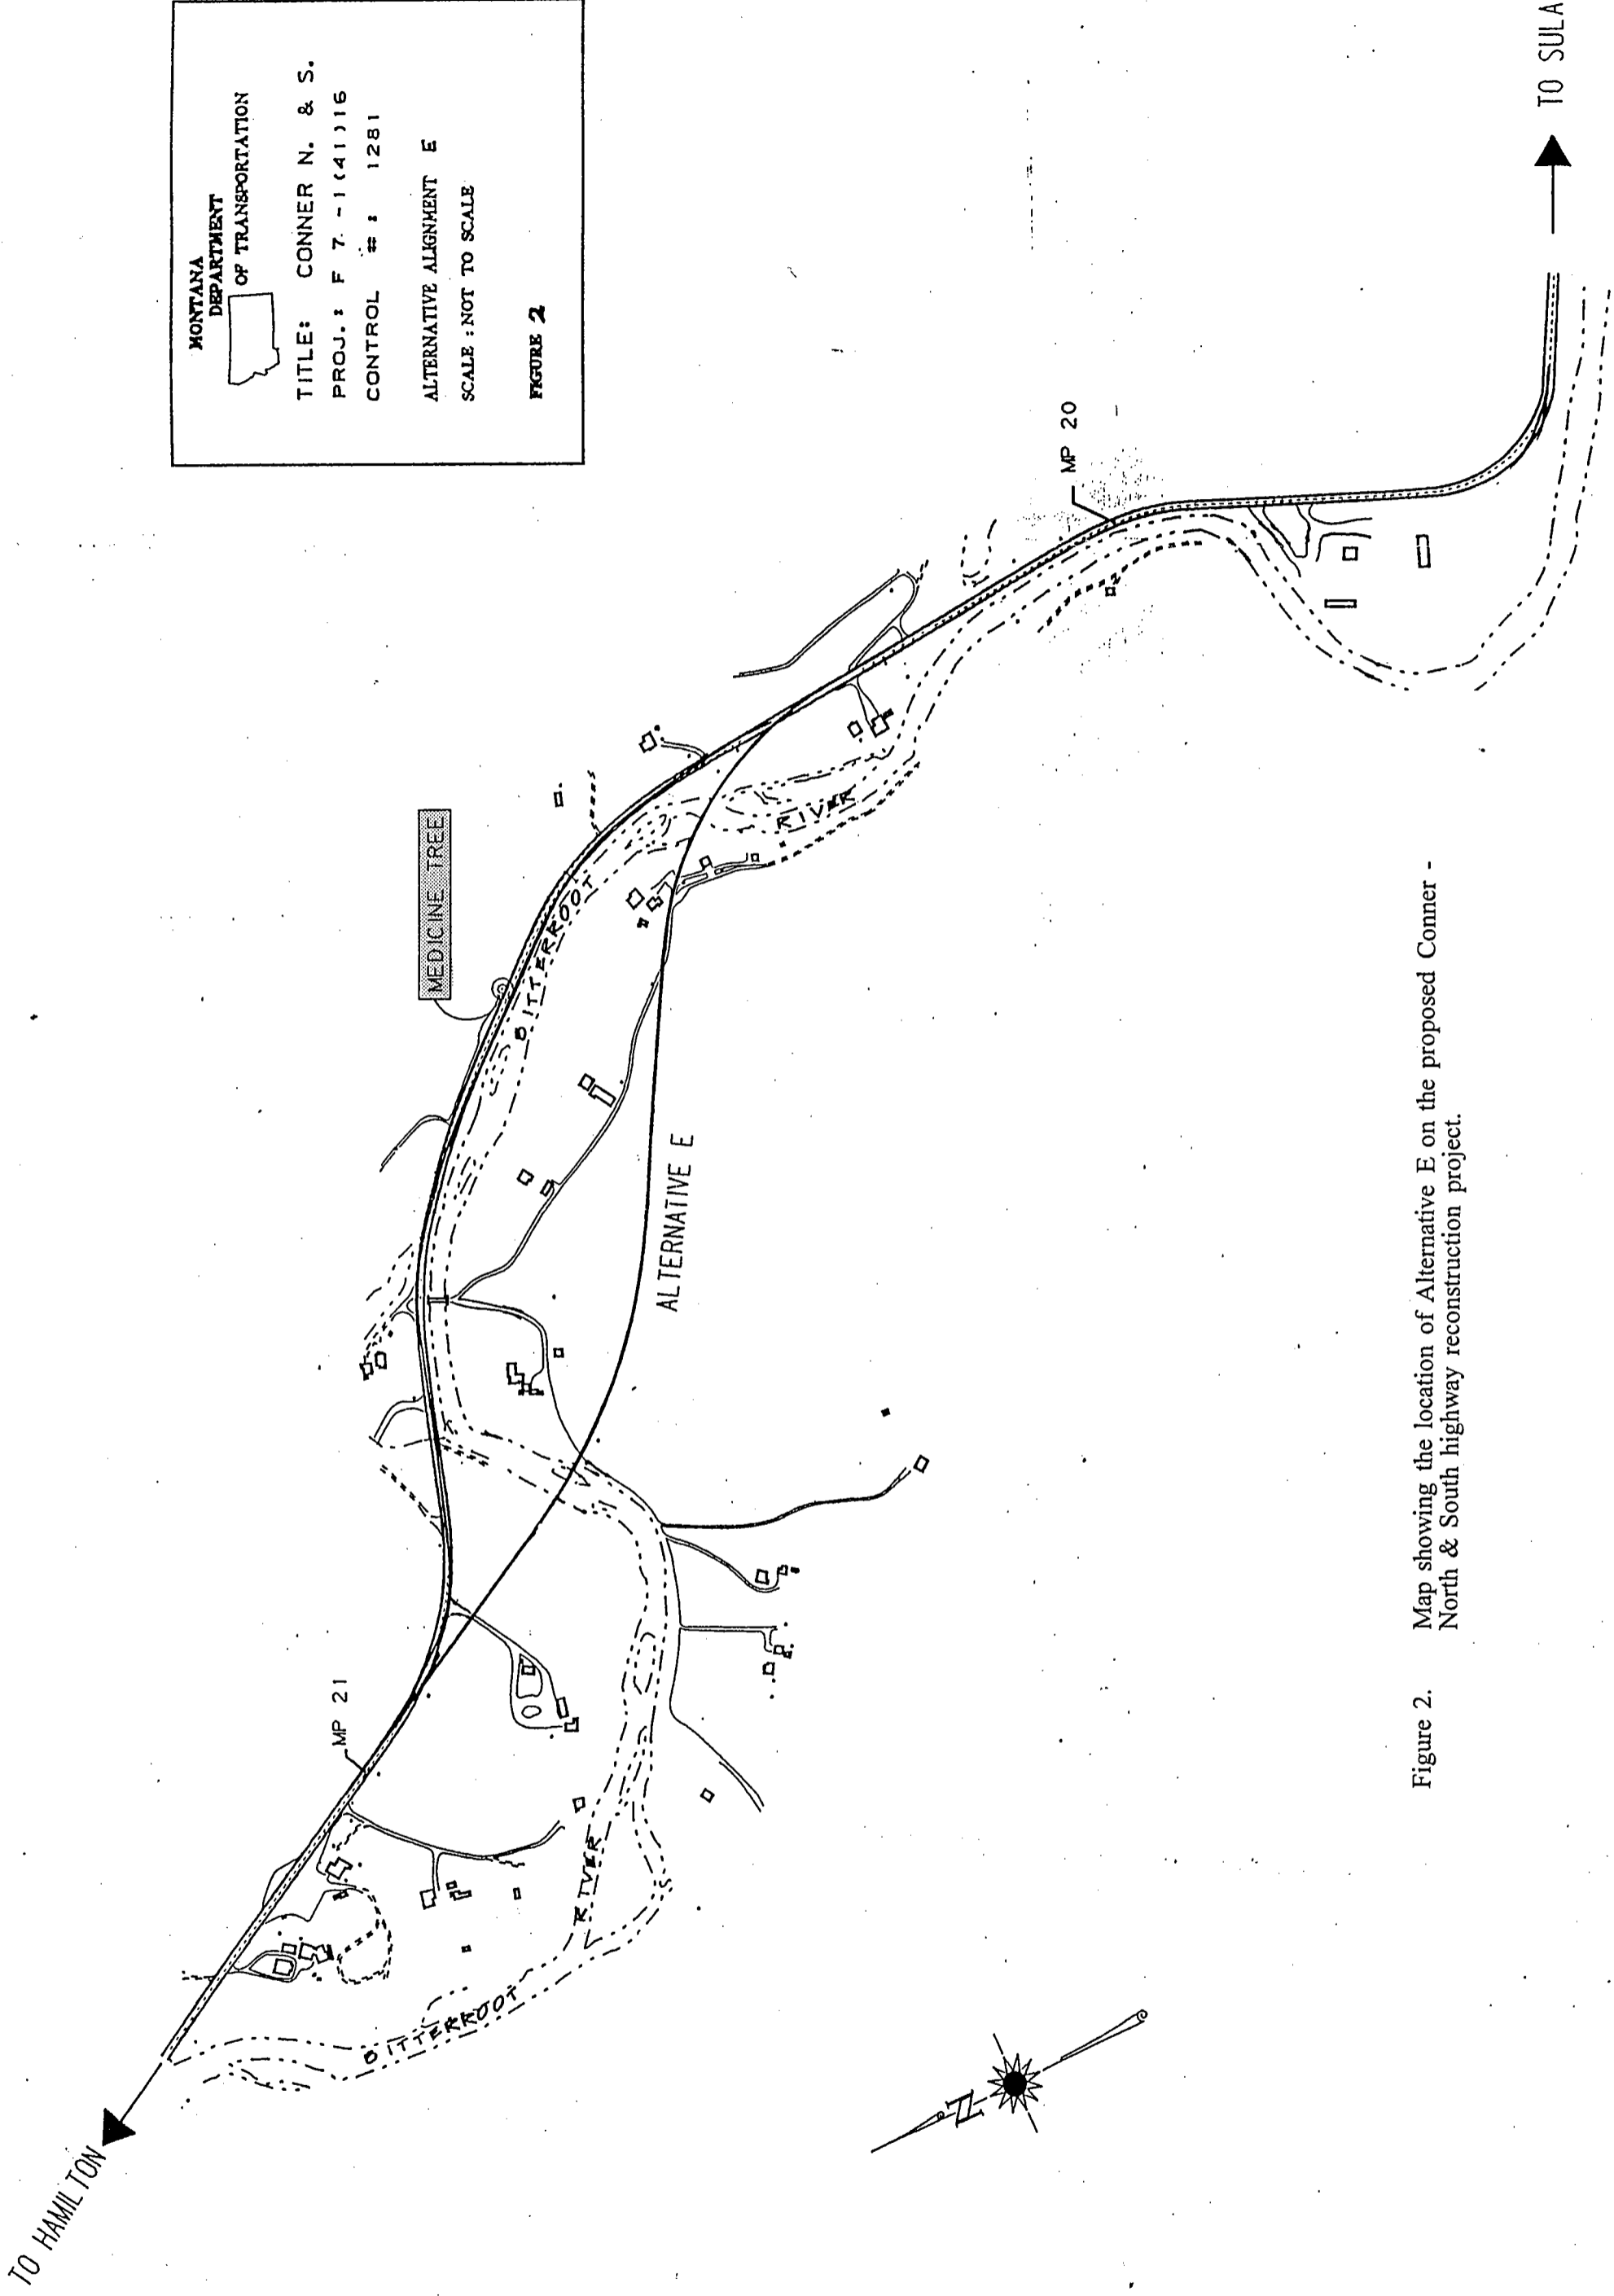 MONTANA
DEPARTMENT
OF TRANSPORTATION
TITLE: CONNER N. & S.
PROJ.: F 7 - 1 (41) 16
CONTROL #: 1281
ALTERNATIVE ALIGNMENT E
SCALE : NOT TO SCALE
FIGURE 2
TO HAMILTON
MP 21
MEDICINE TREE
MP 20
TO SULA
BITTERROOT
RIVER
BITTERROOT
RIVER
ALTERNATIVE E
N
Figure 2. Map showing the location of Alternative E on the proposed Conner -
North & South highway reconstruction project.